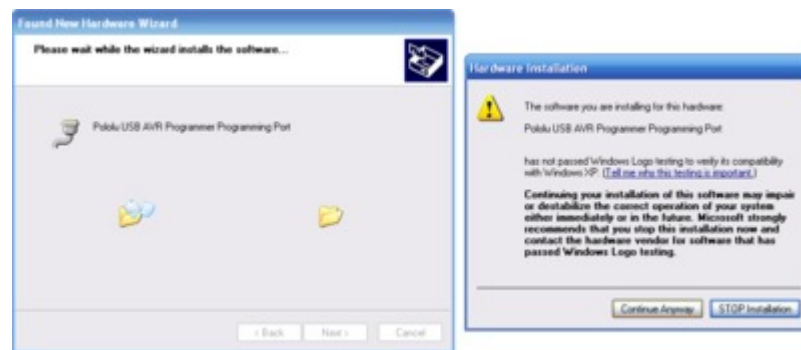 Found New Hardware Wizard
Please wait while the wizard installs the software...
Pololu USB AVR Programmer Programming Port
< Back
Next >
Cancel
Hardware Installation
The software you are installing for this hardware:
Pololu USB AVR Programmer Programming Port
has not passed Windows Logo testing to verify its compatibility
with Windows XP. (Tell me why this testing is important.)
Continuing your installation of this software may impair
or destabilize the correct operation of your system
either immediately or in the future. Microsoft strongly
recommends that you stop this installation now and
contact the hardware vendor for software that has
passed Windows Logo testing.
Continue Anyway
STOP Installation